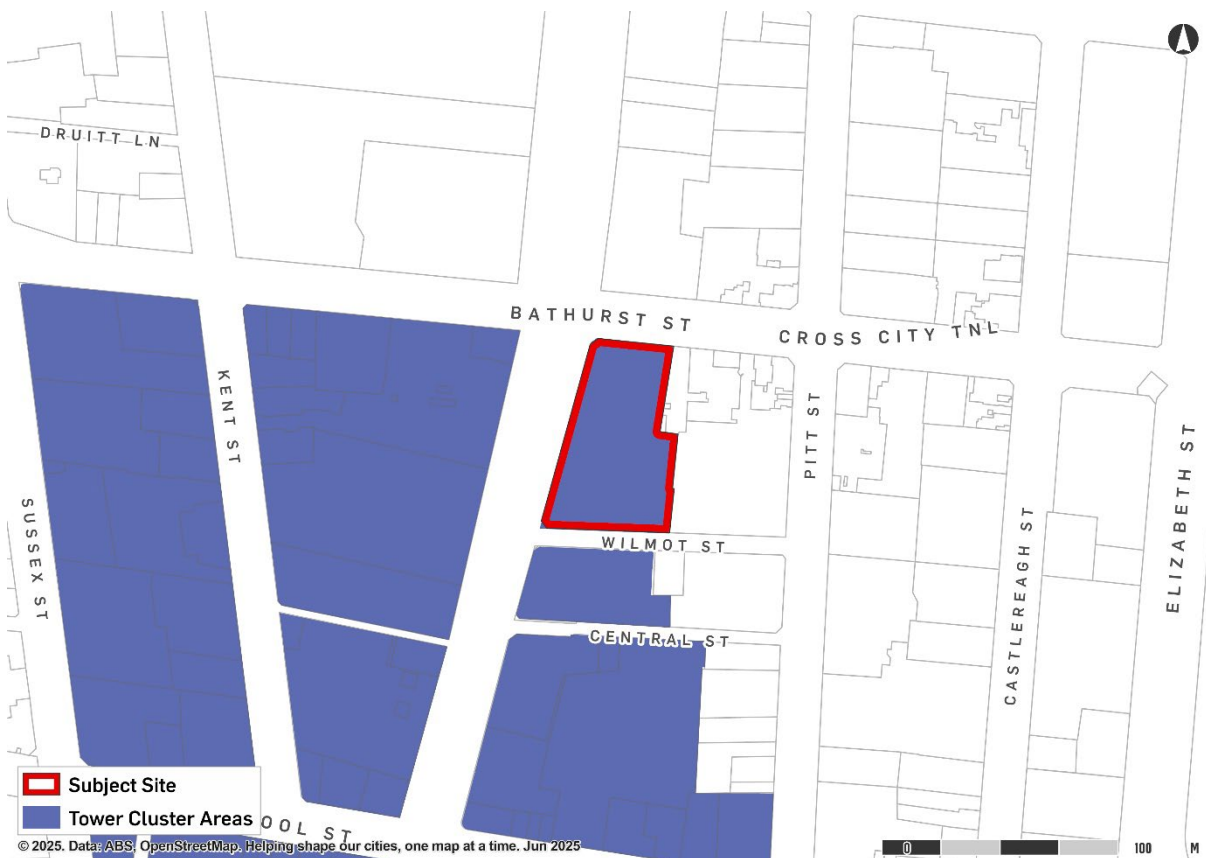 DRUITT LN
BATHURST ST
CROSS CITY TNL
KENT ST
PITT ST
SUSSEX ST
WILMOT ST
CASTLEREAGH ST
ELIZABETH ST
CENTRAL ST
Subject Site
Tower Cluster Areas
OOL ST
© 2025. Data: ABS, OpenStreetMap. Helping shape our cities, one map at a time. Jun 2025
0 100 M